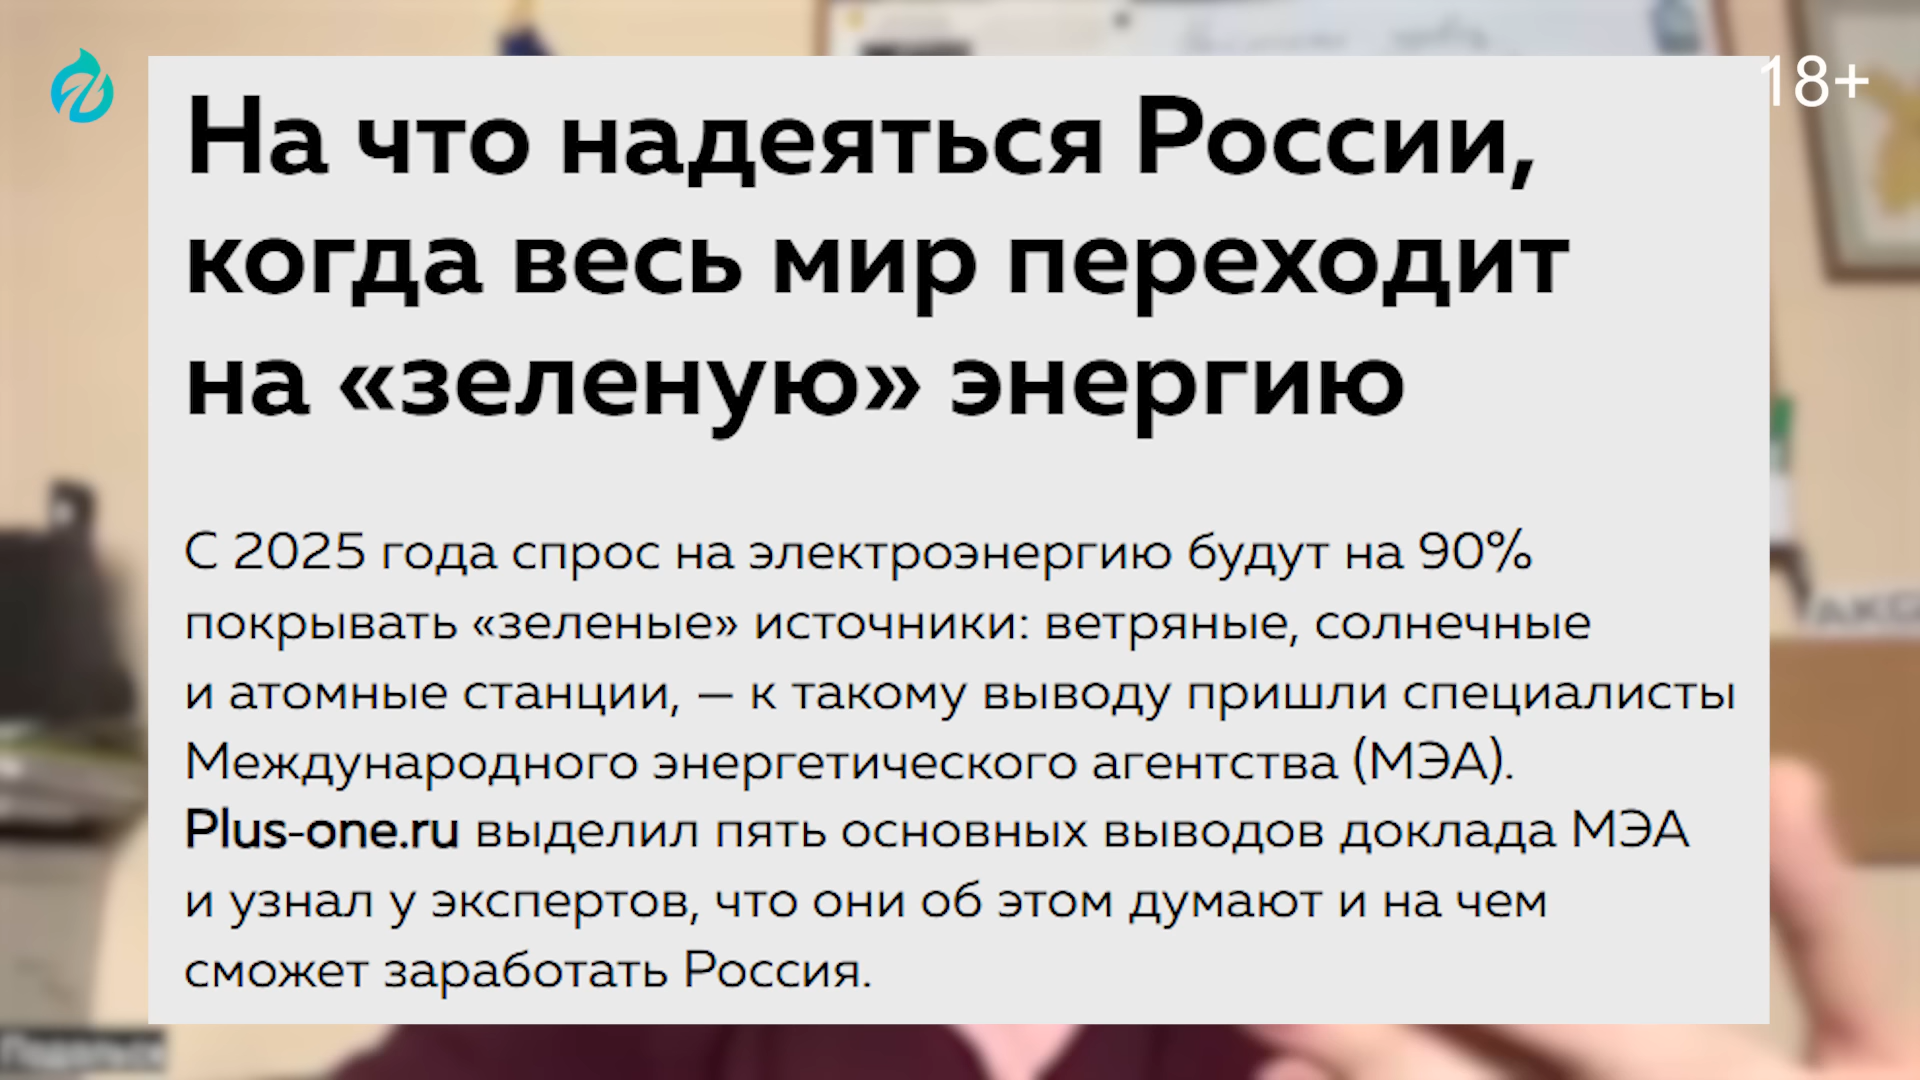 18+
На что надеяться России,
когда весь мир переходит
на «зеленую» энергию
С 2025 года спрос на электроэнергию будут на 90%
покрывать «зеленые» источники: ветряные, солнечные
и атомные станции, — к такому выводу пришли специалисты
Международного энергетического агентства (МЭА).
Plus-one.ru выделил пять основных выводов доклада МЭА
и узнал у экспертов, что они об этом думают и на чем
сможет заработать Россия.